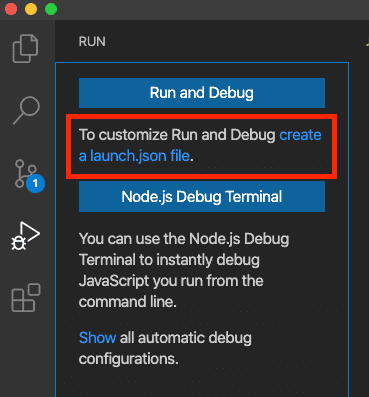 RUN
Run and Debug
To customize Run and Debug create
a launch.json file.
1
Node.js Debug Terminal
You can use the Node.js Debug
Terminal to instantly debug
JavaScript you run from the
command line.
Show all automatic debug
configurations.